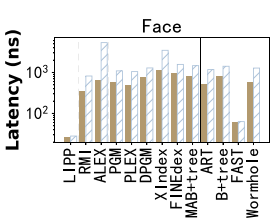 Face
Latency (ns)
10³
10²
LIPP
RMI
ALEX
PGM
PLEX
DPGM
XIndex
FINEdex
MAB+tree
ART
B+tree
FAST
Wormhole